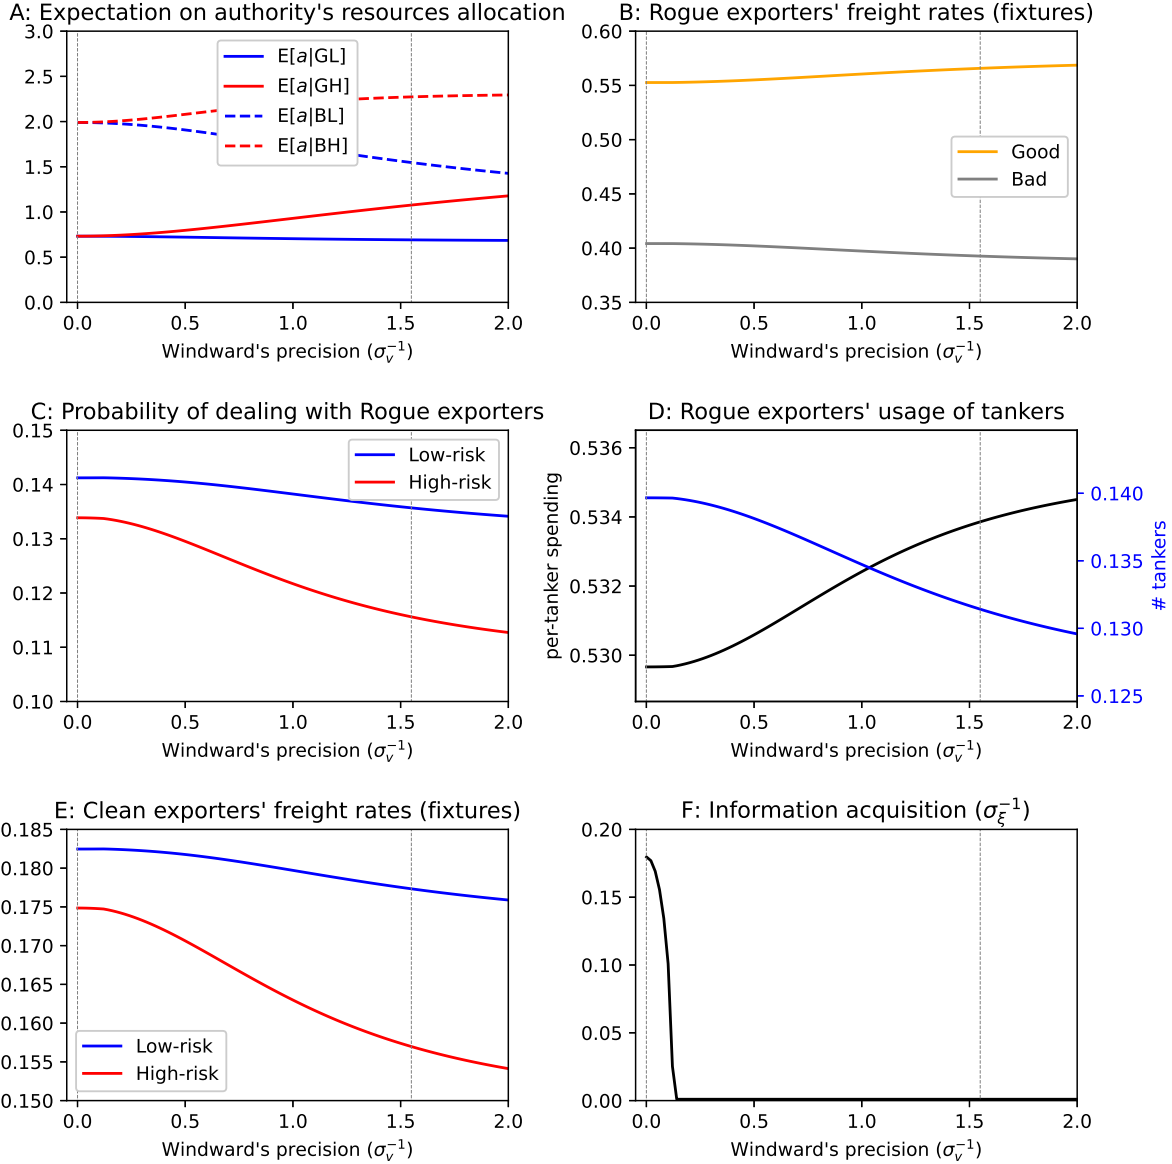 A: Expectation on authority's resources allocation
3.0
2.5
2.0
1.5
1.0
0.5
0.0
E[a|GL]
E[a|GH]
E[a|BL]
E[a|BH]
0.0 0.5 1.0 1.5 2.0
Windward's precision (σᵥ⁻¹)
B: Rogue exporters' freight rates (fixtures)
0.60
0.55
0.50
0.45
0.40
0.35
Good
Bad
0.0 0.5 1.0 1.5 2.0
Windward's precision (σᵥ⁻¹)
C: Probability of dealing with Rogue exporters
0.15
0.14
0.13
0.12
0.11
0.10
Low-risk
High-risk
0.0 0.5 1.0 1.5 2.0
Windward's precision (σᵥ⁻¹)
D: Rogue exporters' usage of tankers
per-tanker spending
0.536
0.534
0.532
0.530
0.140
0.135
0.130
0.125
# tankers
0.0 0.5 1.0 1.5 2.0
Windward's precision (σᵥ⁻¹)
E: Clean exporters' freight rates (fixtures)
0.185
0.180
0.175
0.170
0.165
0.160
0.155
0.150
Low-risk
High-risk
0.0 0.5 1.0 1.5 2.0
Windward's precision (σᵥ⁻¹)
F: Information acquisition (σ_ξ⁻¹)
0.20
0.15
0.10
0.05
0.00
0.0 0.5 1.0 1.5 2.0
Windward's precision (σᵥ⁻¹)